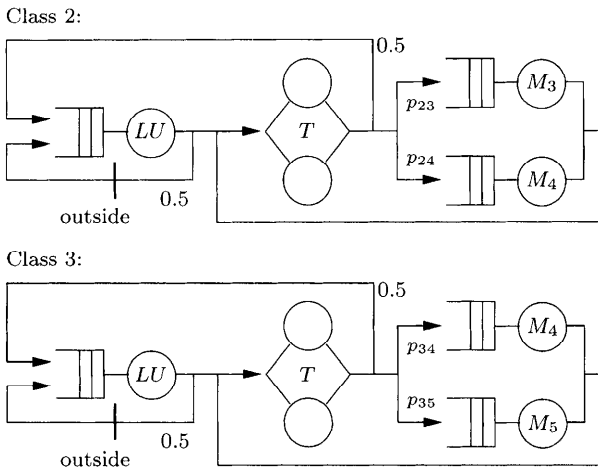 Class 2:
0.5
LU
T
p23
M3
p24
M4
0.5
outside
Class 3:
0.5
LU
T
p34
M4
p35
M5
0.5
outside